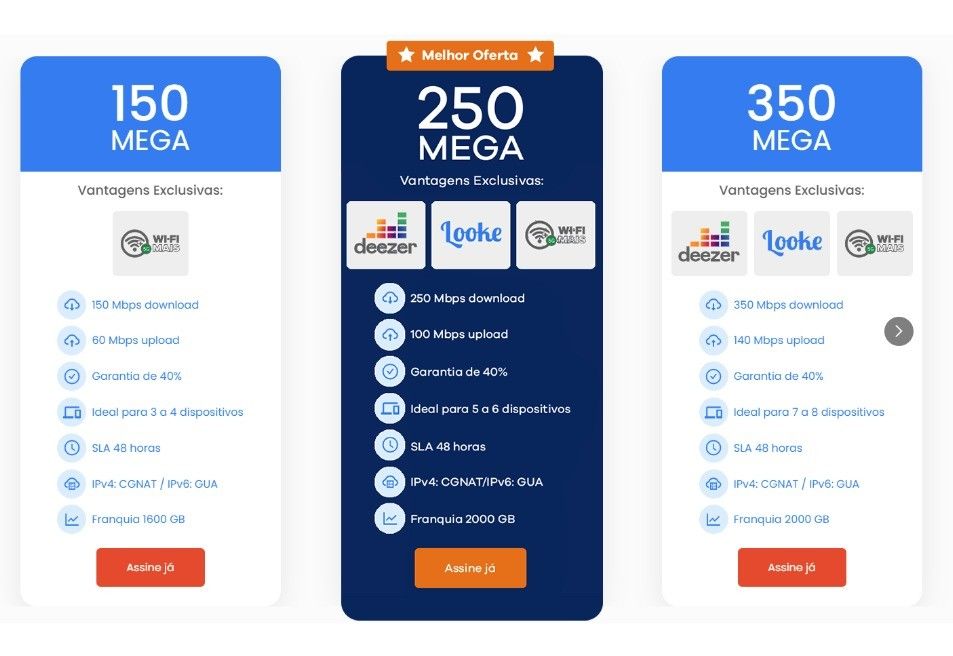 150
MEGA
Vantagens Exclusivas:
WI-FI
5G MAIS
150 Mbps download
60 Mbps upload
Garantia de 40%
Ideal para 3 a 4 dispositivos
SLA 48 horas
IPv4: CGNAT / IPv6: GUA
Franquia 1600 GB
Assine já
Melhor Oferta
250
MEGA
Vantagens Exclusivas:
deezer
Looke
WI-FI
5G MAIS
250 Mbps download
100 Mbps upload
Garantia de 40%
Ideal para 5 a 6 dispositivos
SLA 48 horas
IPv4: CGNAT/IPv6: GUA
Franquia 2000 GB
Assine já
350
MEGA
Vantagens Exclusivas:
deezer
Looke
WI-FI
5G MAIS
350 Mbps download
140 Mbps upload
Garantia de 40%
Ideal para 7 a 8 dispositivos
SLA 48 horas
IPv4: CGNAT / IPv6: GUA
Franquia 2000 GB
Assine já